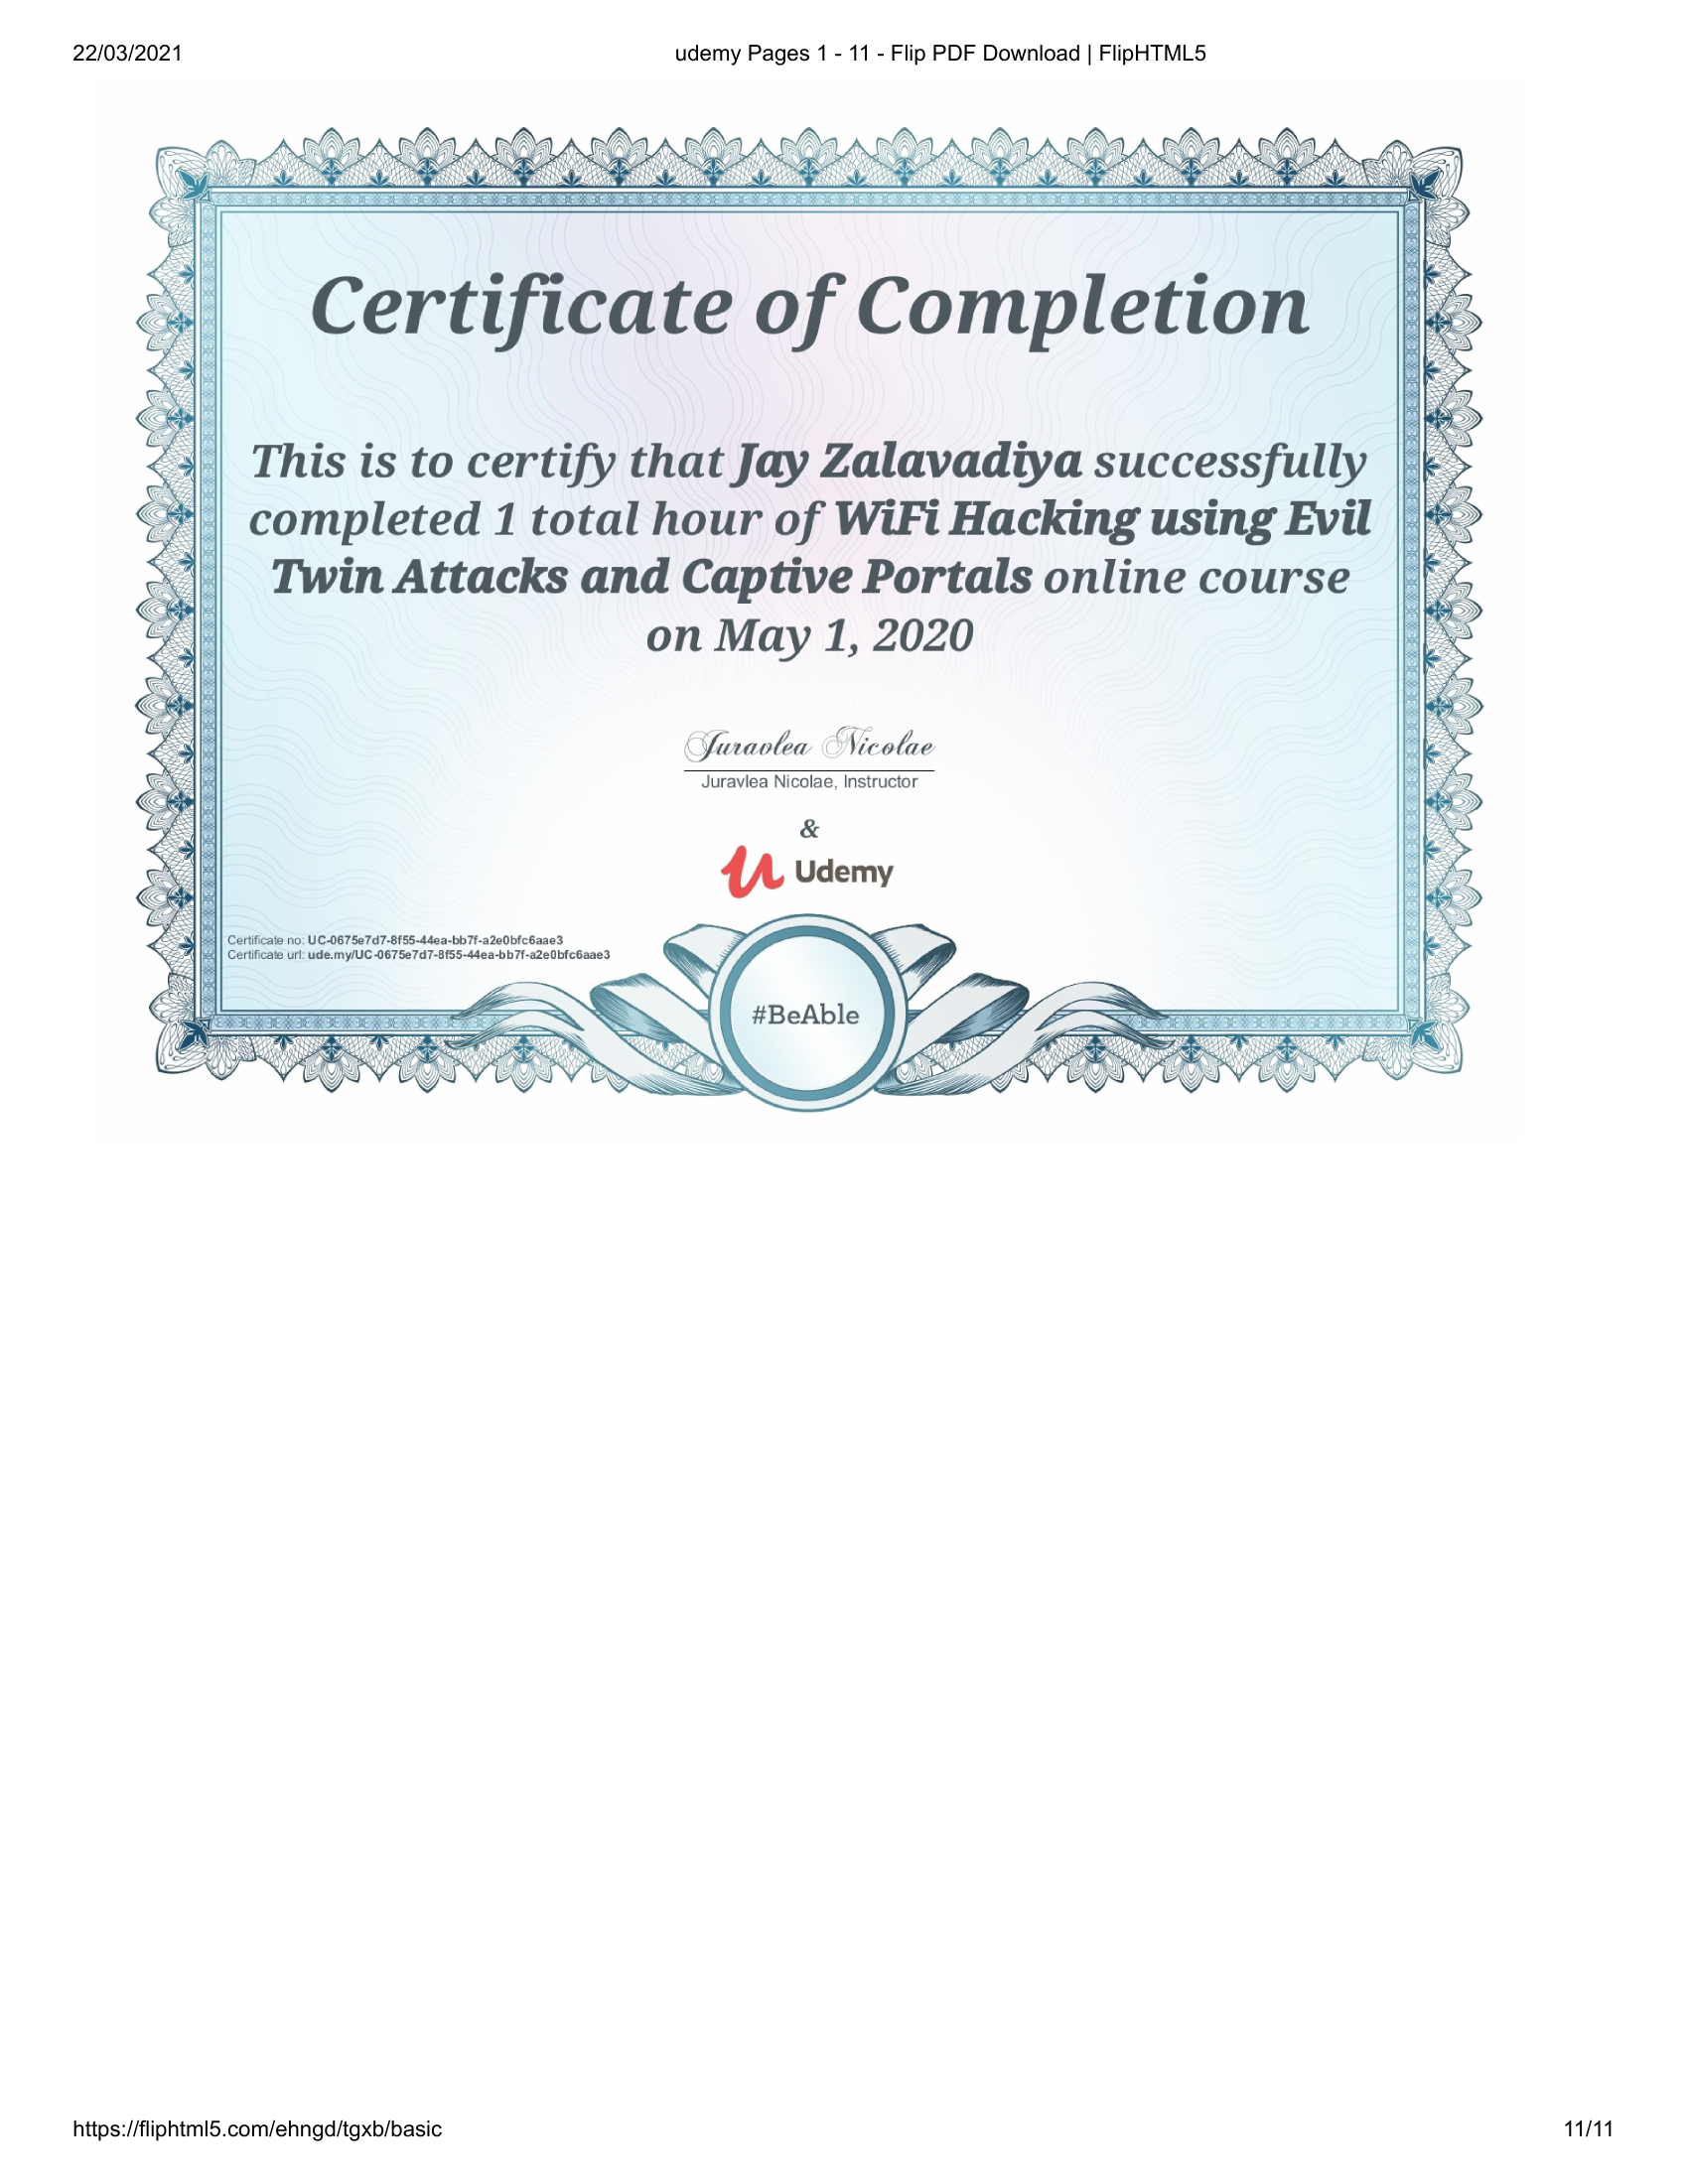 22/03/2021
udemy Pages 1 - 11 - Flip PDF Download | FlipHTML5
Certificate of Completion
This is to certify that Jay Zalavadiya successfully
completed 1 total hour of WiFi Hacking using Evil
Twin Attacks and Captive Portals online course
on May 1, 2020
Juravlea Nicolae
Juravlea Nicolae, Instructor
&
Udemy
Certificate no: UC-0675e7d7-8f55-44ea-bb7f-a2e0bfc6aae3
Certificate url: ude.my/UC-0675e7d7-8f55-44ea-bb7f-a2e0bfc6aae3
#BeAble
https://fliphtml5.com/ehngd/tgxb/basic
11/11